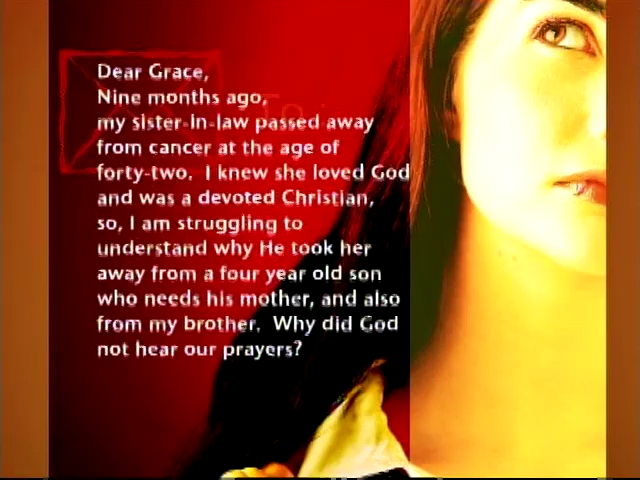 Dear Grace,
Nine months ago,
my sister-in-law passed away
from cancer at the age of
forty-two. I knew she loved God
and was a devoted Christian,
so, I am struggling to
understand why He took her
away from a four year old son
who needs his mother, and also
from my brother. Why did God
not hear our prayers?